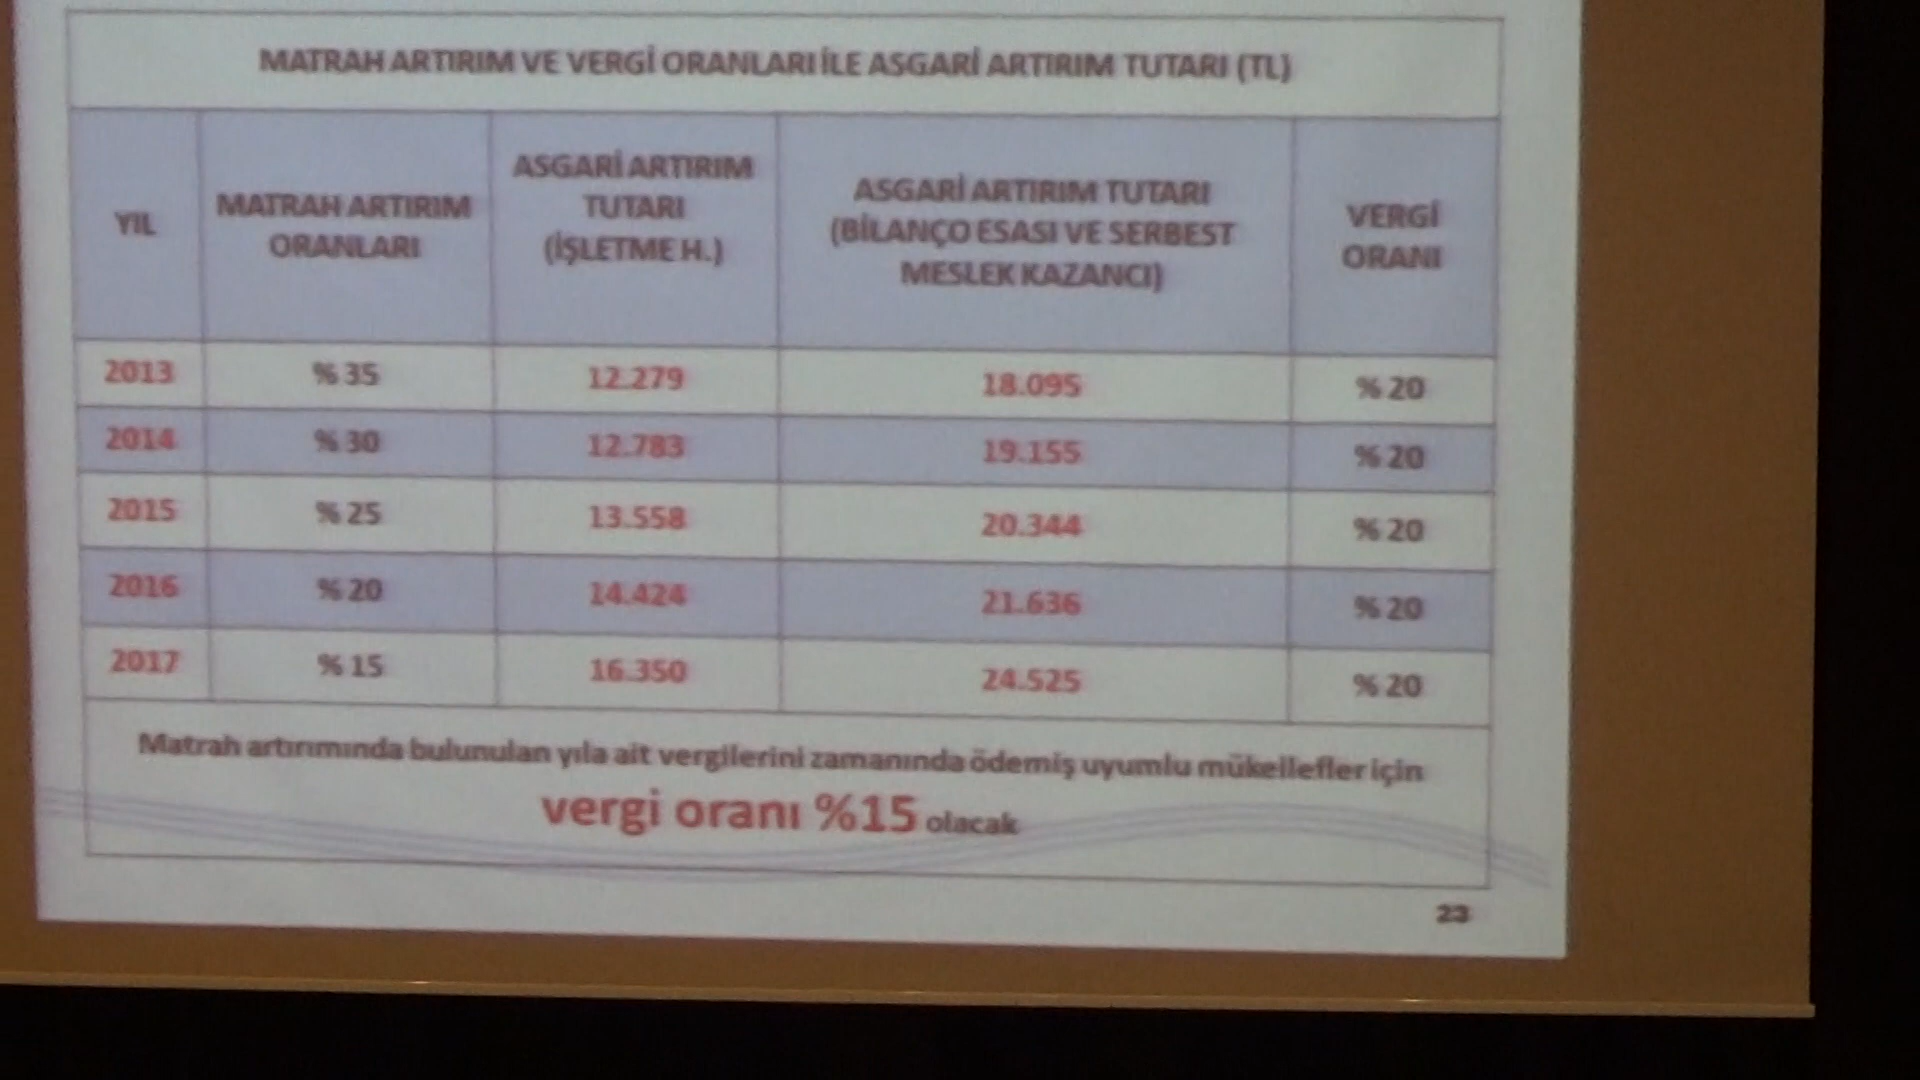 MATRAH ARTIRIM VE VERGİ ORANLARI İLE ASGARİ ARTIRIM TUTARI (TL)
YIL
MATRAH ARTIRIM
ORANLARI
ASGARİ ARTIRIM
TUTARI
(İŞLETME H.)
ASGARİ ARTIRIM TUTARI
(BİLANÇO ESASI VE SERBEST
MESLEK KAZANCI)
VERGİ
ORANI
2013 % 35 12.279 18.095 % 20
2014 % 30 12.783 19.155 % 20
2015 % 25 13.558 20.344 % 20
2016 % 20 14.424 21.636 % 20
2017 % 15 16.350 24.525 % 20
Matrah artırımında bulunulan yıla ait vergilerini zamanında ödemiş uyumlu mükellefler için
vergi oranı %15 olacak
23